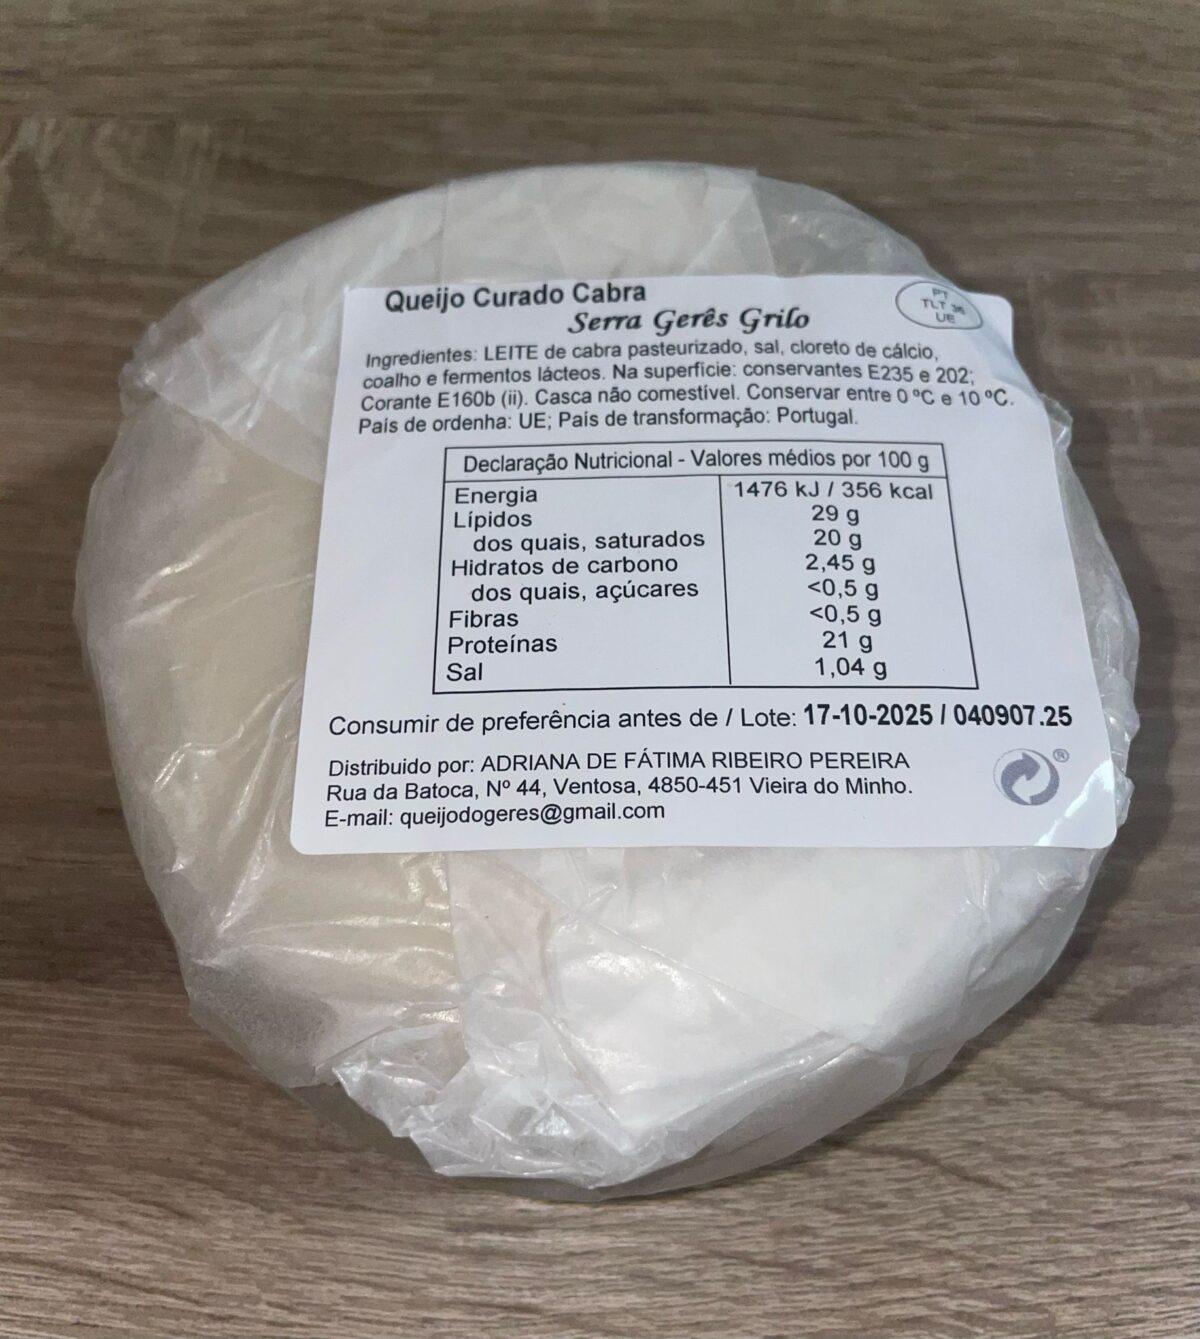 Queijo Curado Cabra
Serra Gerês Grilo
PT
TLT 36
UE
Ingredientes: LEITE de cabra pasteurizado, sal, cloreto de cálcio,
coalho e fermentos lácteos. Na superfície: conservantes E235 e 202;
Corante E160b (ii). Casca não comestível. Conservar entre 0 ºC e 10 ºC.
País de ordenha: UE; País de transformação: Portugal.
Declaração Nutricional - Valores médios por 100 g
Energia 1476 kJ / 356 kcal
Lípidos 29 g
dos quais, saturados 20 g
Hidratos de carbono 2,45 g
dos quais, açúcares <0,5 g
Fibras <0,5 g
Proteínas 21 g
Sal 1,04 g
Consumir de preferência antes de / Lote: 17-10-2025 / 040907.25
Distribuido por: ADRIANA DE FÁTIMA RIBEIRO PEREIRA
Rua da Batoca, Nº 44, Ventosa, 4850-451 Vieira do Minho.
E-mail: queijodogeres@gmail.com
®